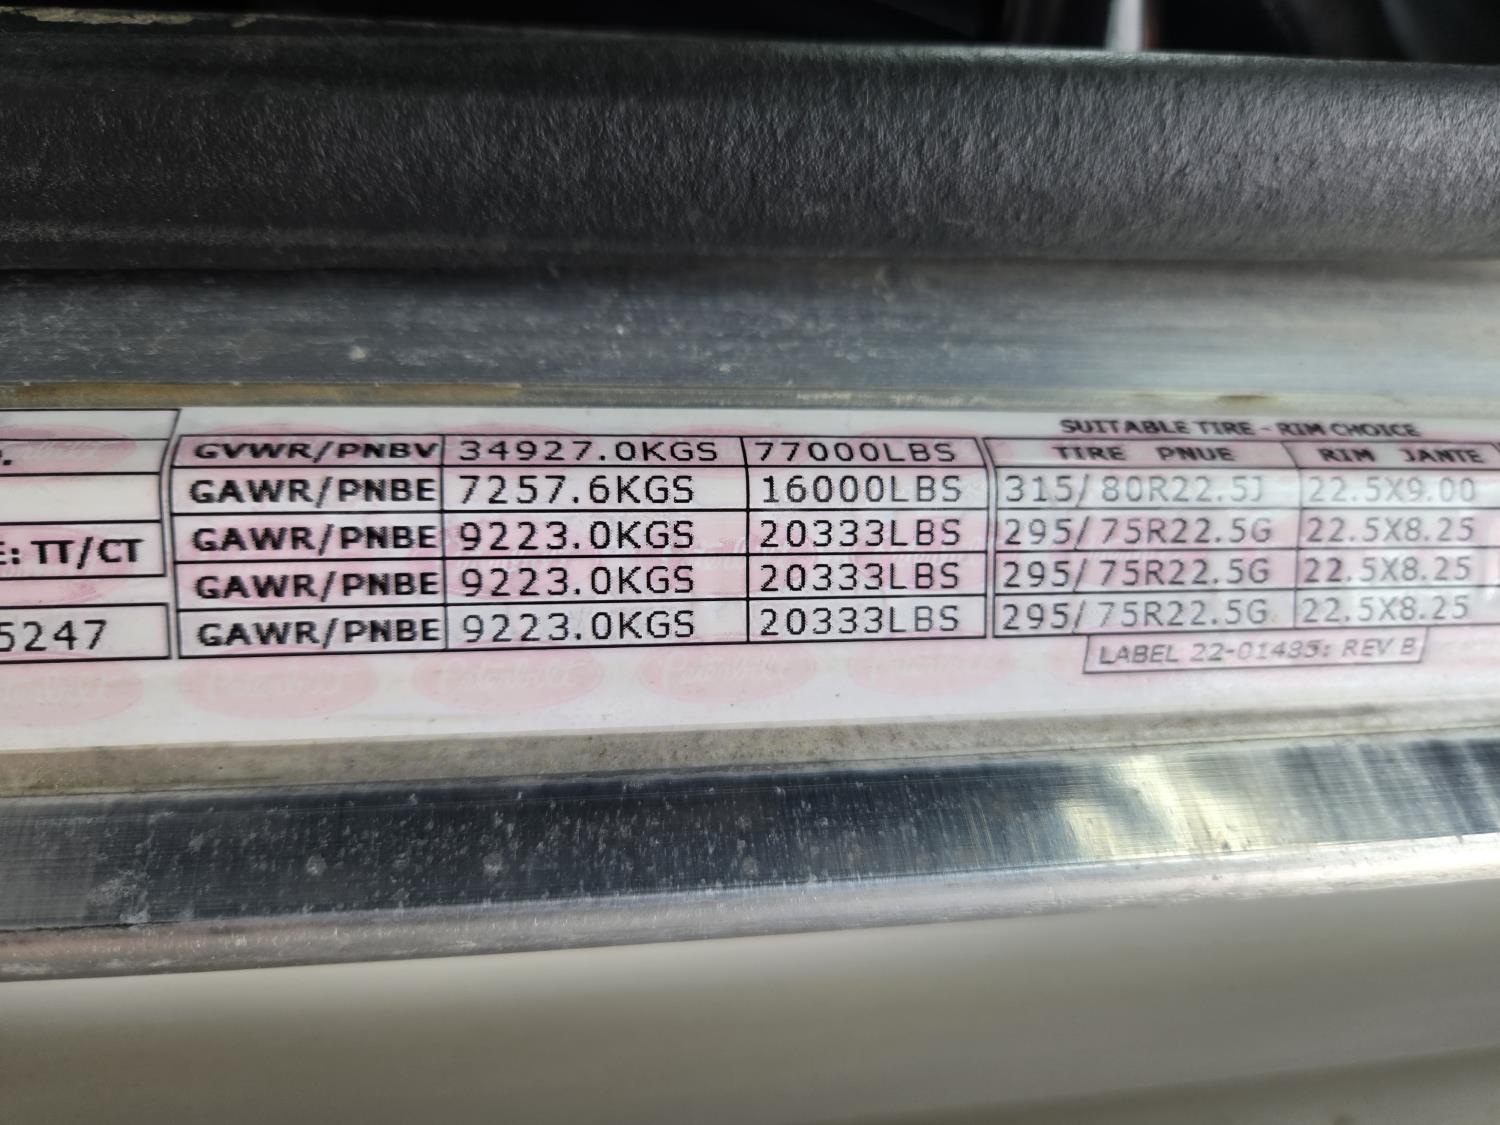 SUITABLE TIRE - RIM CHOICE
GVWR/PNBV 34927.0KGS 77000LBS TIRE PNUE RIM JANTE
GAWR/PNBE 7257.6KGS 16000LBS 315/80R22.5J 22.5X9.00
E: TT/CT GAWR/PNBE 9223.0KGS 20333LBS 295/75R22.5G 22.5X8.25
GAWR/PNBE 9223.0KGS 20333LBS 295/75R22.5G 22.5X8.25
5247 GAWR/PNBE 9223.0KGS 20333LBS 295/75R22.5G 22.5X8.25
LABEL 22-01485: REV B